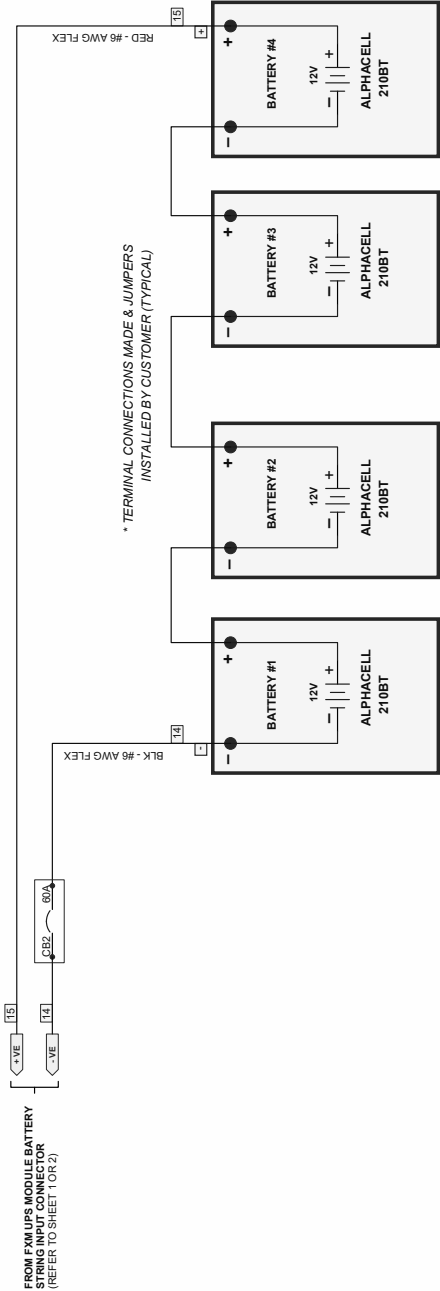 FROM FXM UPS MODULE BATTERY
STRING INPUT CONNECTOR
(REFER TO SHEET 1 OR 2)
+ VE
- VE
15
14
CB2
60A
BLK - #6 AWG FLEX
14
-
RED - #6 AWG FLEX
15
+
* TERMINAL CONNECTIONS MADE & JUMPERS
INSTALLED BY CUSTOMER (TYPICAL)
− +
BATTERY #1
12V
− +
ALPHACELL
210BT
− +
BATTERY #2
12V
− +
ALPHACELL
210BT
− +
BATTERY #3
12V
− +
ALPHACELL
210BT
− +
BATTERY #4
12V
− +
ALPHACELL
210BT